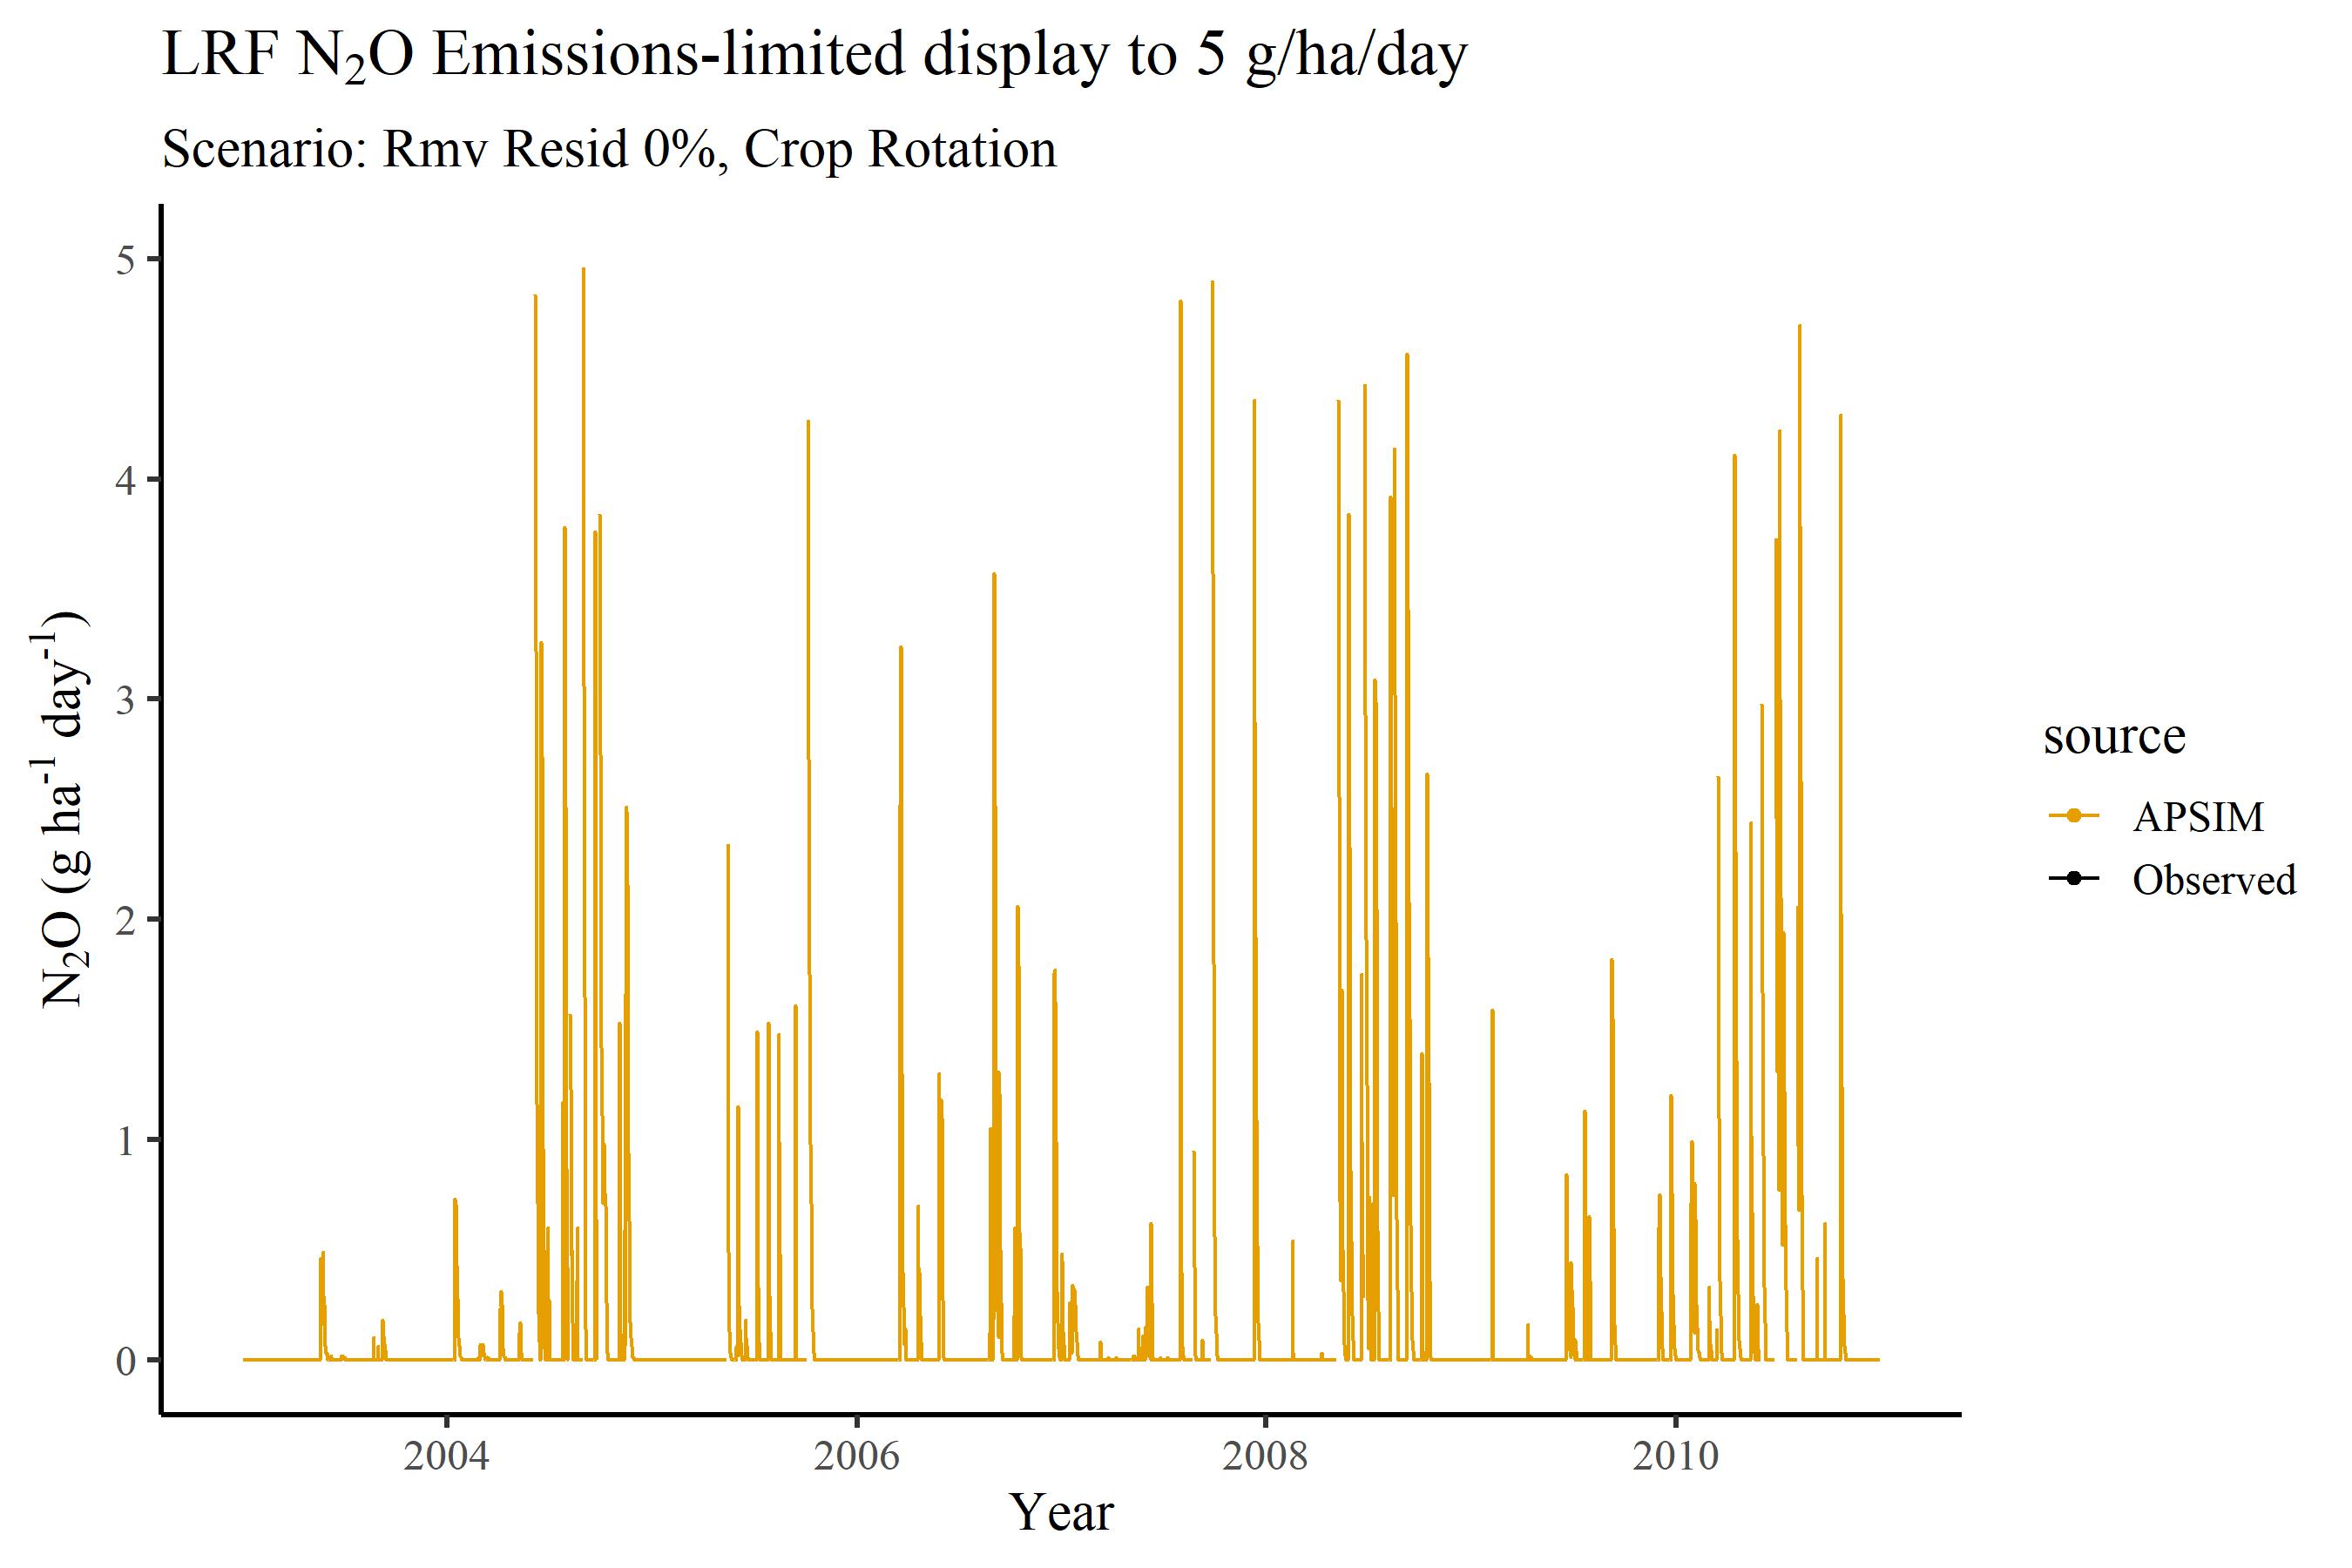 LRF N₂O Emissions-limited display to 5 g/ha/day
Scenario: Rmv Resid 0%, Crop Rotation
N₂O (g ha⁻¹ day⁻¹)
5
4
3
2
1
0
2004 2006 2008 2010
Year
source
APSIM
Observed